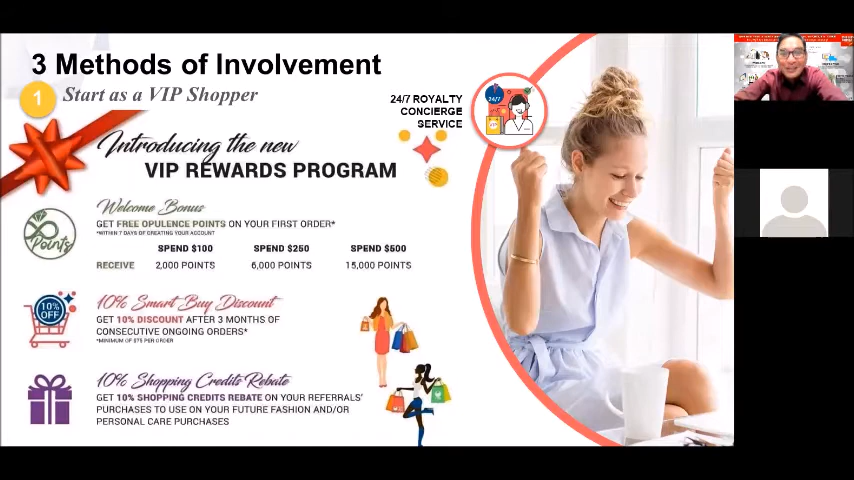 3 Methods of Involvement
1
Start as a VIP Shopper
24/7 ROYALTY
CONCIERGE
SERVICE
24/7
VIP
Introducing the new
VIP REWARDS PROGRAM
Points
Welcome Bonus
GET FREE OPULENCE POINTS ON YOUR FIRST ORDER*
*WITHIN 7 DAYS OF CREATING YOUR ACCOUNT
SPEND $100 SPEND $250 SPEND $500
RECEIVE 2,000 POINTS 6,000 POINTS 15,000 POINTS
10%
OFF
10% Smart Buy Discount
GET 10% DISCOUNT AFTER 3 MONTHS OF
CONSECUTIVE ONGOING ORDERS*
*MINIMUM OF $75 PER ORDER
10% Shopping Credits Rebate
GET 10% SHOPPING CREDITS REBATE ON YOUR REFERRALS'
PURCHASES TO USE ON YOUR FUTURE FASHION AND/OR
PERSONAL CARE PURCHASES